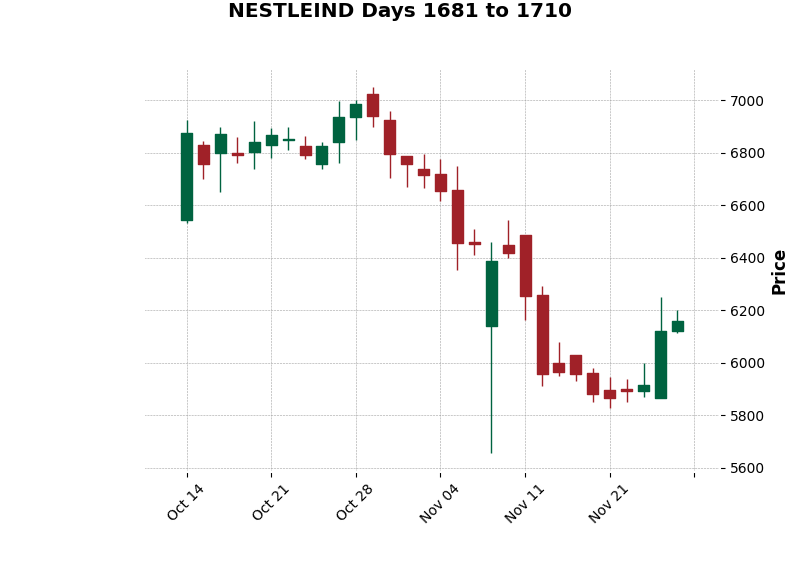 NESTLEIND Days 1681 to 1710
7000
6800
6600
6400
6200
6000
5800
5600
Price
Oct 14
Oct 21
Oct 28
Nov 04
Nov 11
Nov 21